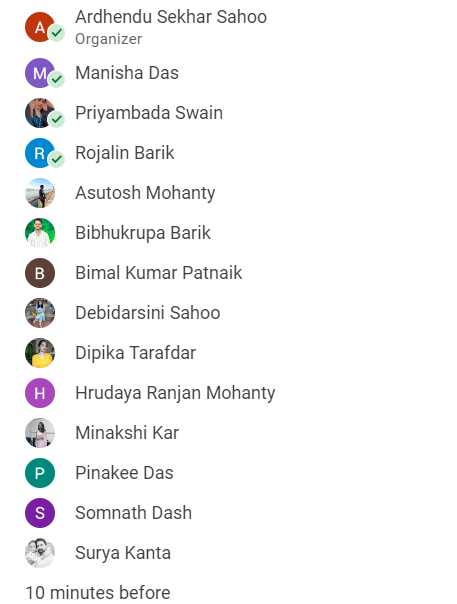 A Ardhendu Sekhar Sahoo
Organizer
M Manisha Das
Priyambada Swain
R Rojalin Barik
Asutosh Mohanty
Bibhukrupa Barik
B Bimal Kumar Patnaik
Debidarsini Sahoo
Dipika Tarafdar
H Hrudaya Ranjan Mohanty
Minakshi Kar
P Pinakee Das
S Somnath Dash
Surya Kanta
10 minutes before